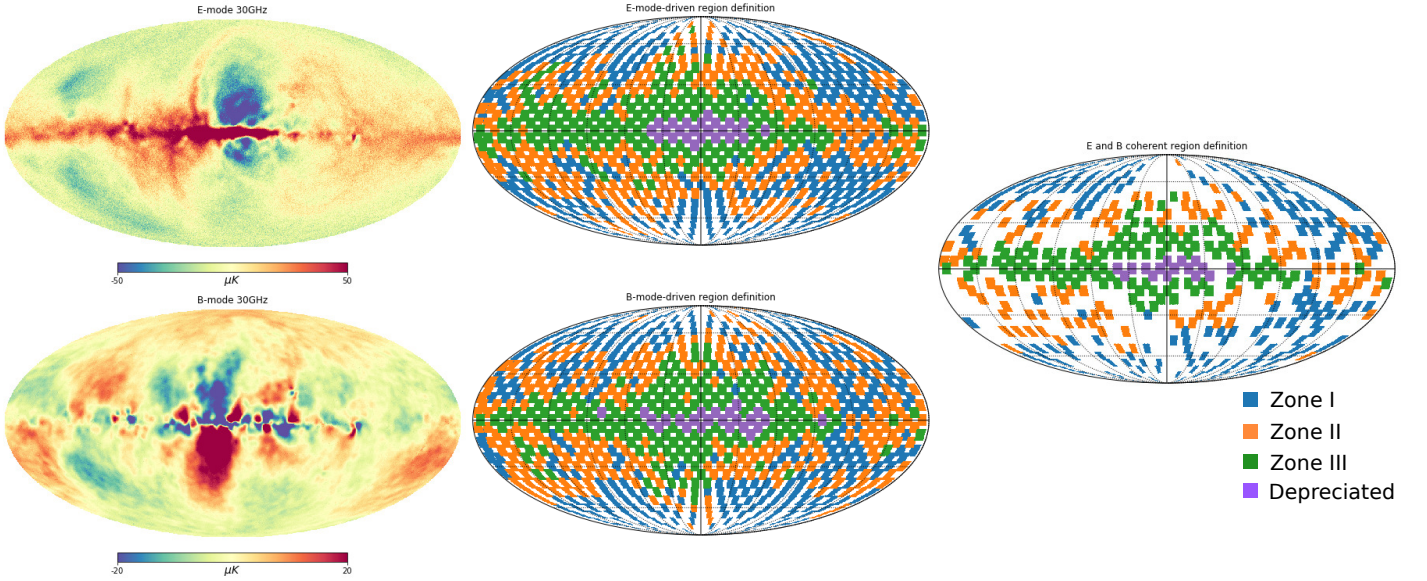 E-mode 30GHz
-50
μK
50
E-mode-driven region definition
B-mode 30GHz
-20
μK
20
B-mode-driven region definition
E and B coherent region definition
Zone I
Zone II
Zone III
Depreciated